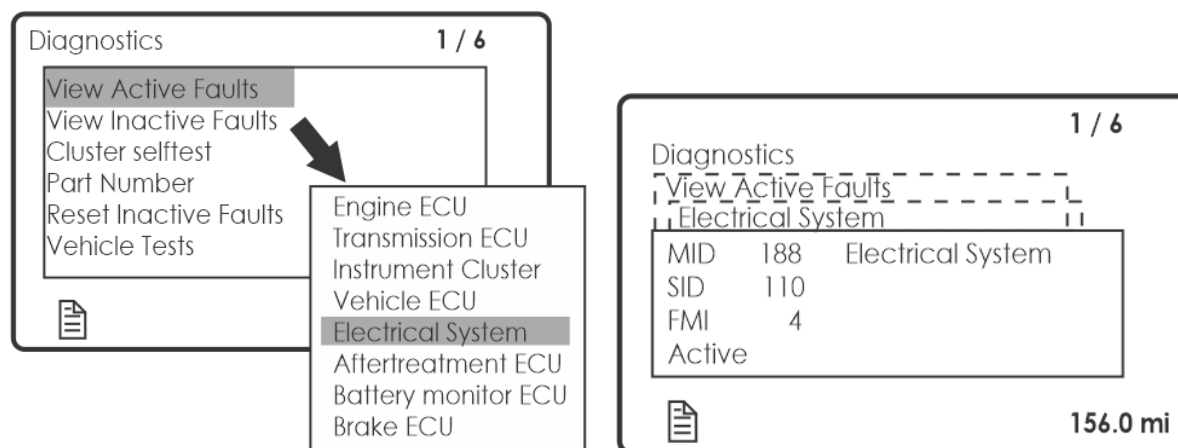 Diagnostics 1 / 6
View Active Faults
View Inactive Faults
Cluster selftest
Part Number
Reset Inactive Faults
Vehicle Tests
Engine ECU
Transmission ECU
Instrument Cluster
Vehicle ECU
Electrical System
Aftertreatment ECU
Battery monitor ECU
Brake ECU
1 / 6
Diagnostics
View Active Faults
Electrical System
MID 188 Electrical System
SID 110
FMI 4
Active
156.0 mi